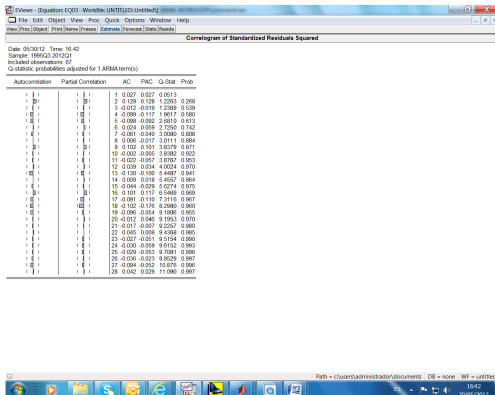 EViews - [Equation: EQ03 Workfile: UNTITLED::Untitled\]
File Edit Object View Proc Quick Options Window Help
View Proc Object Print Name Freeze Estimate Forecast Stats Resids
Correlogram of Standardized Residuals Squared
Date: 05/30/12 Time: 16:42
Sample: 1995Q3 2012Q1
Included observations: 67
Q-statistic probabilities adjusted for 1 ARMA term(s)
Autocorrelation Partial Correlation AC PAC Q-Stat Prob
1 0.027 0.027 0.0513
2 0.129 0.128 1.2263 0.268
3 -0.012 -0.019 1.2369 0.539
4 -0.099 -0.117 1.9617 0.580
5 -0.098 -0.092 2.6810 0.613
6 0.024 0.059 2.7250 0.742
7 -0.061 -0.040 3.0080 0.808
8 0.006 -0.017 3.0111 0.884
9 0.102 0.101 3.8379 0.871
10 -0.002 -0.005 3.8382 0.922
11 -0.022 -0.057 3.8767 0.953
12 0.039 0.034 4.0024 0.970
13 -0.130 -0.100 5.4487 0.941
14 -0.009 0.018 5.4557 0.964
15 -0.044 -0.029 5.6274 0.975
16 0.101 0.117 6.5469 0.969
17 -0.091 -0.110 7.3116 0.967
18 -0.102 -0.176 8.2980 0.960
19 -0.096 -0.054 9.1806 0.955
20 -0.012 0.046 9.1953 0.970
21 -0.017 -0.007 9.2257 0.980
22 0.045 0.009 9.4368 0.985
23 -0.027 -0.051 9.5154 0.990
24 -0.030 -0.059 9.6152 0.993
25 -0.029 -0.053 9.7081 0.996
26 -0.036 -0.023 9.8529 0.997
27 -0.094 -0.052 10.876 0.996
28 0.042 0.029 11.090 0.997
Path = c:\users\administrador\documents DB = none WF = untitled
ES
16:42
30/05/2012